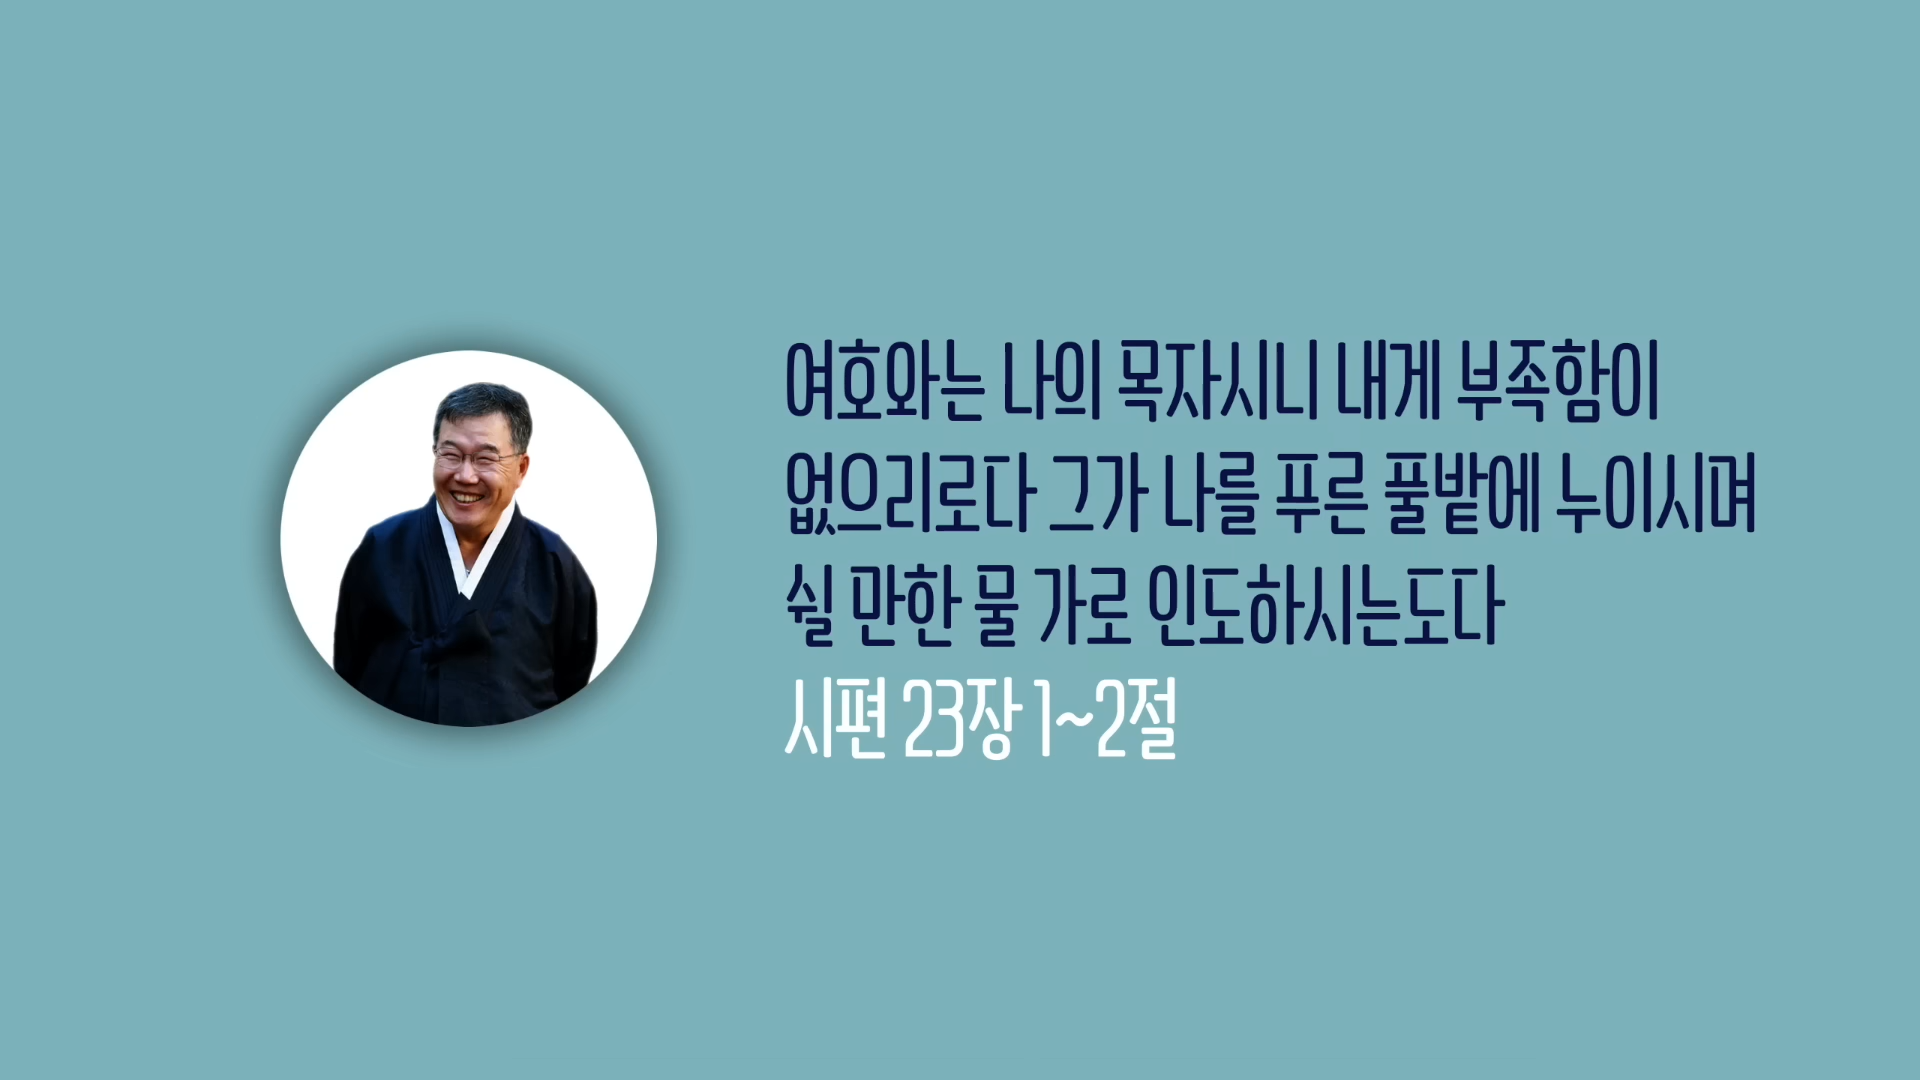 여호와는 나의 목자시니 내게 부족함이
없으리로다 그가 나를 푸른 풀밭에 누이시며
쉴 만한 물 가로 인도하시는도다
시편 23장 1~2절